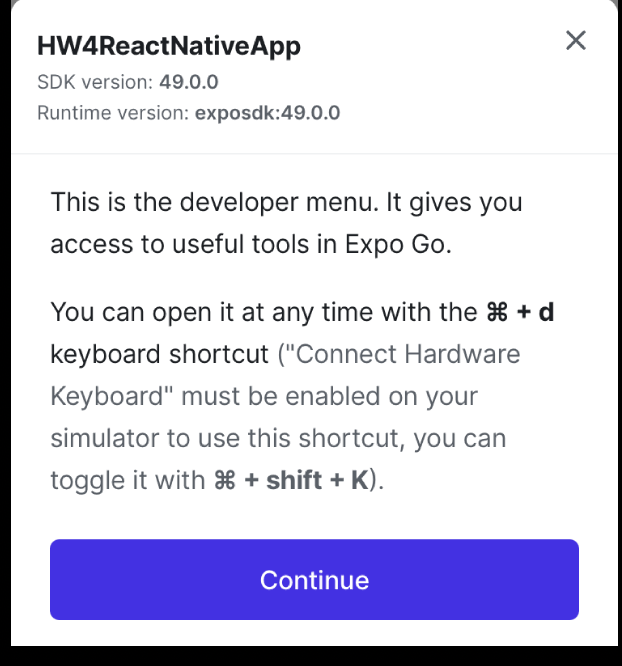 HW4ReactNativeApp
SDK version: 49.0.0
Runtime version: exposdk:49.0.0
This is the developer menu. It gives you
access to useful tools in Expo Go.
You can open it at any time with the ⌘ + d
keyboard shortcut ("Connect Hardware
Keyboard" must be enabled on your
simulator to use this shortcut, you can
toggle it with ⌘ + shift + K).
Continue